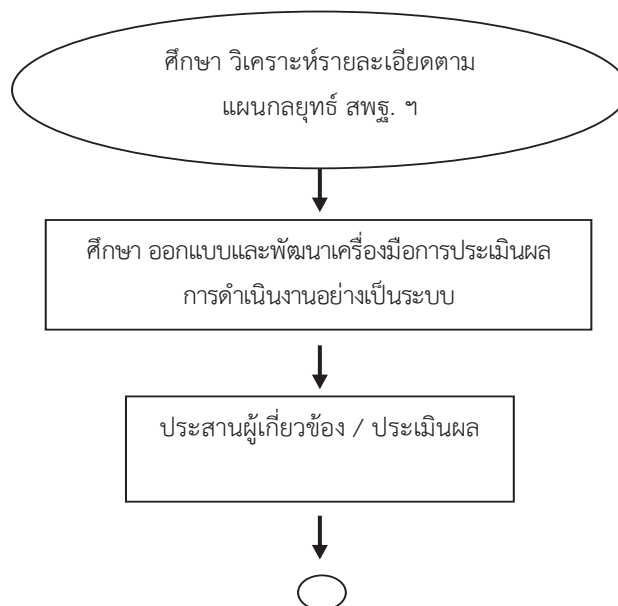 ศึกษา วิเคราะห์รายละเอียดตาม
แผนกลยุทธ์ สพฐ. ฯ
ศึกษา ออกแบบและพัฒนาเครื่องมือการประเมินผล
การดำเนินงานอย่างเป็นระบบ
ประสานผู้เกี่ยวข้อง / ประเมินผล